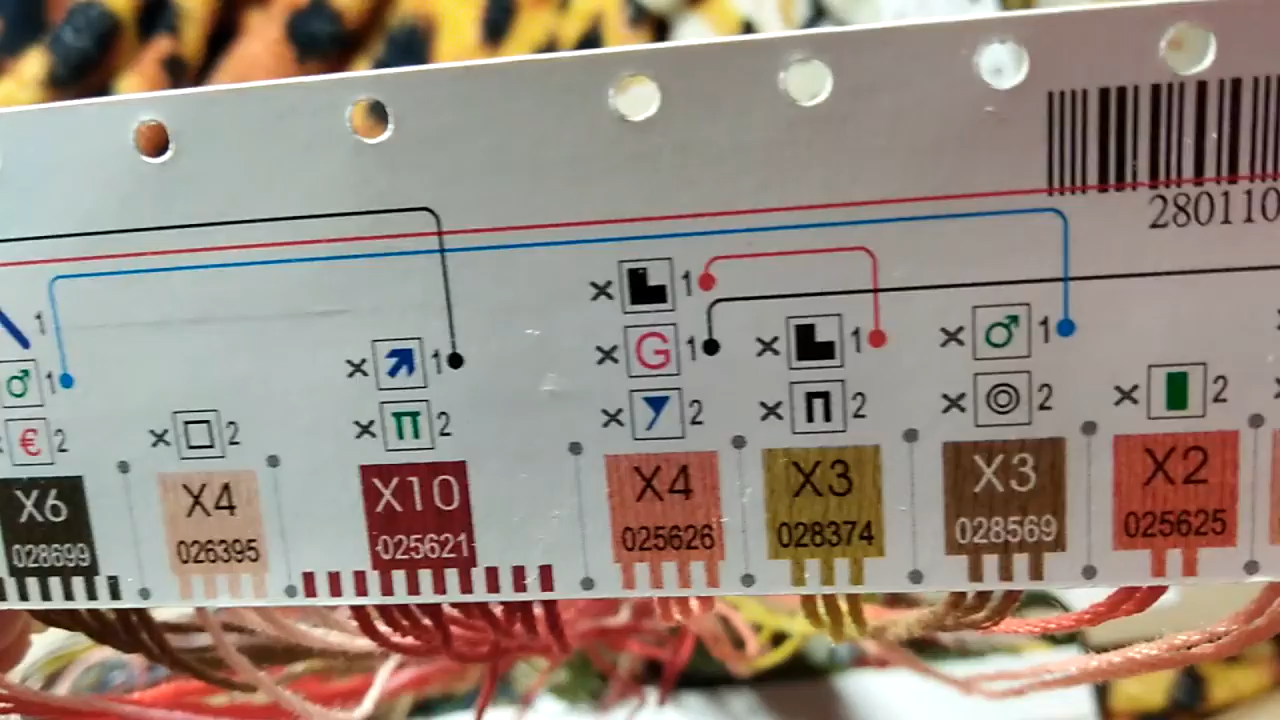 280110
× 1
1
× G 1
× 1
× 1
× 1
1
× 2
× 2
× П 2
× 2
€ 2
× 2
× ПΠ 2
X6
X4
X10
X4
X3
X3
X2
028699
026395
025621
025626
028374
028569
025625